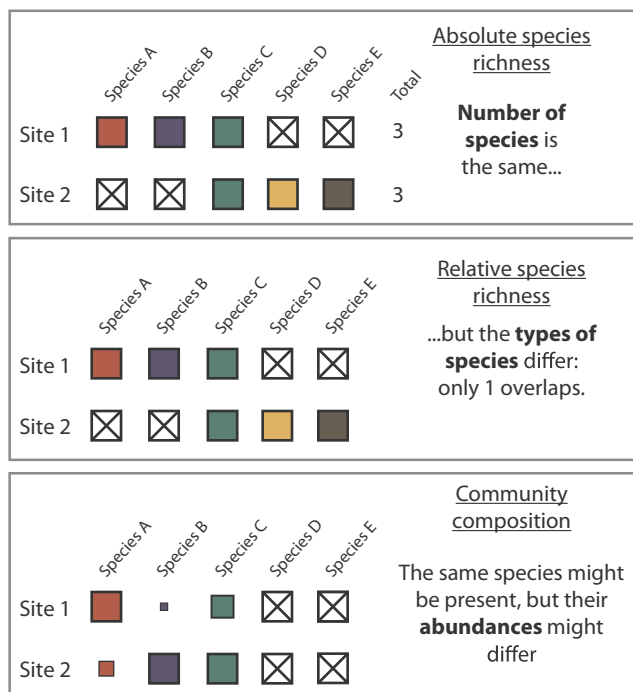 Species A
Species B
Species C
Species D
Species E
Total
Absolute species
richness
Site 1
3
Number of
species is
the same...
Site 2
3
Species A
Species B
Species C
Species D
Species E
Relative species
richness
Site 1
...but the types of
species differ:
only 1 overlaps.
Site 2
Species A
Species B
Species C
Species D
Species E
Community
composition
Site 1
The same species might
be present, but their
abundances might
differ
Site 2